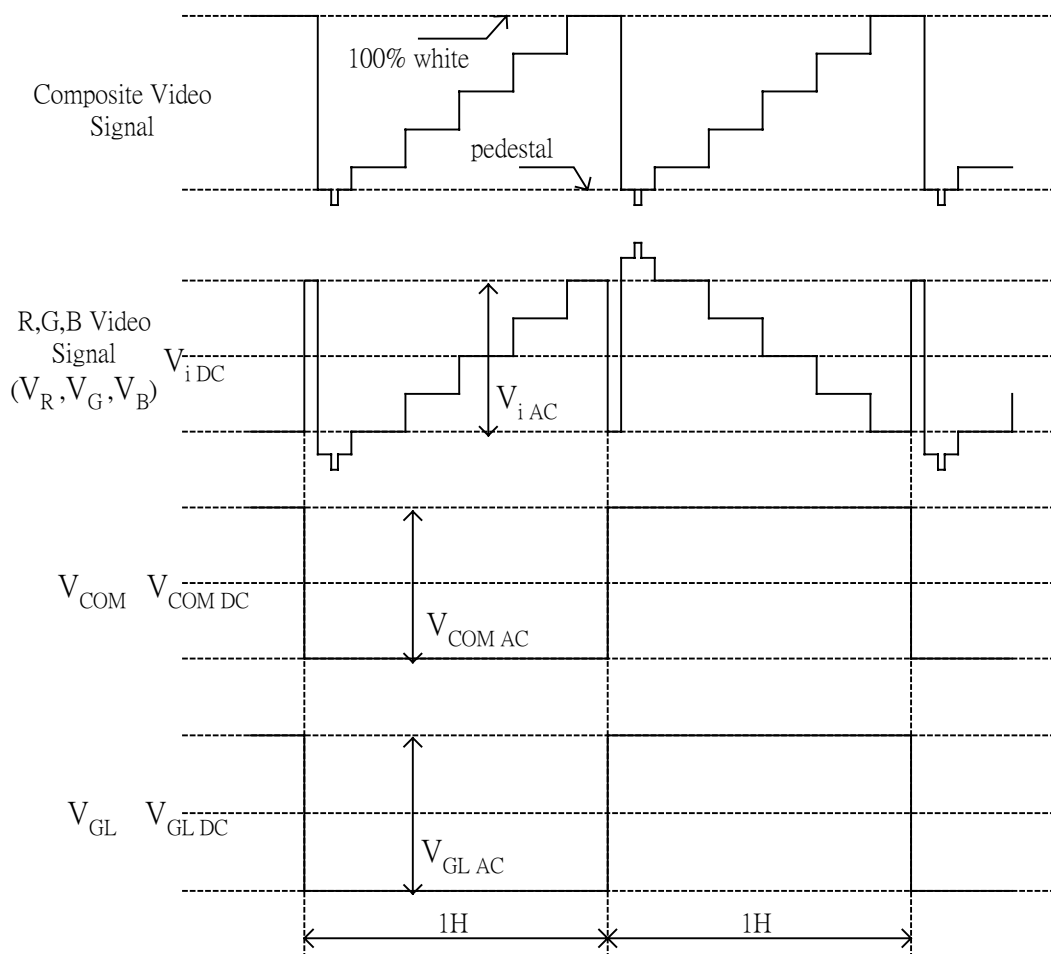 100% white
Composite Video
Signal
pedestal
R,G,B Video
Signal
(V_R ,V_G ,V_B)
V_i DC
V_i AC
V_COM
V_COM DC
V_COM AC
V_GL
V_GL DC
V_GL AC
1H
1H